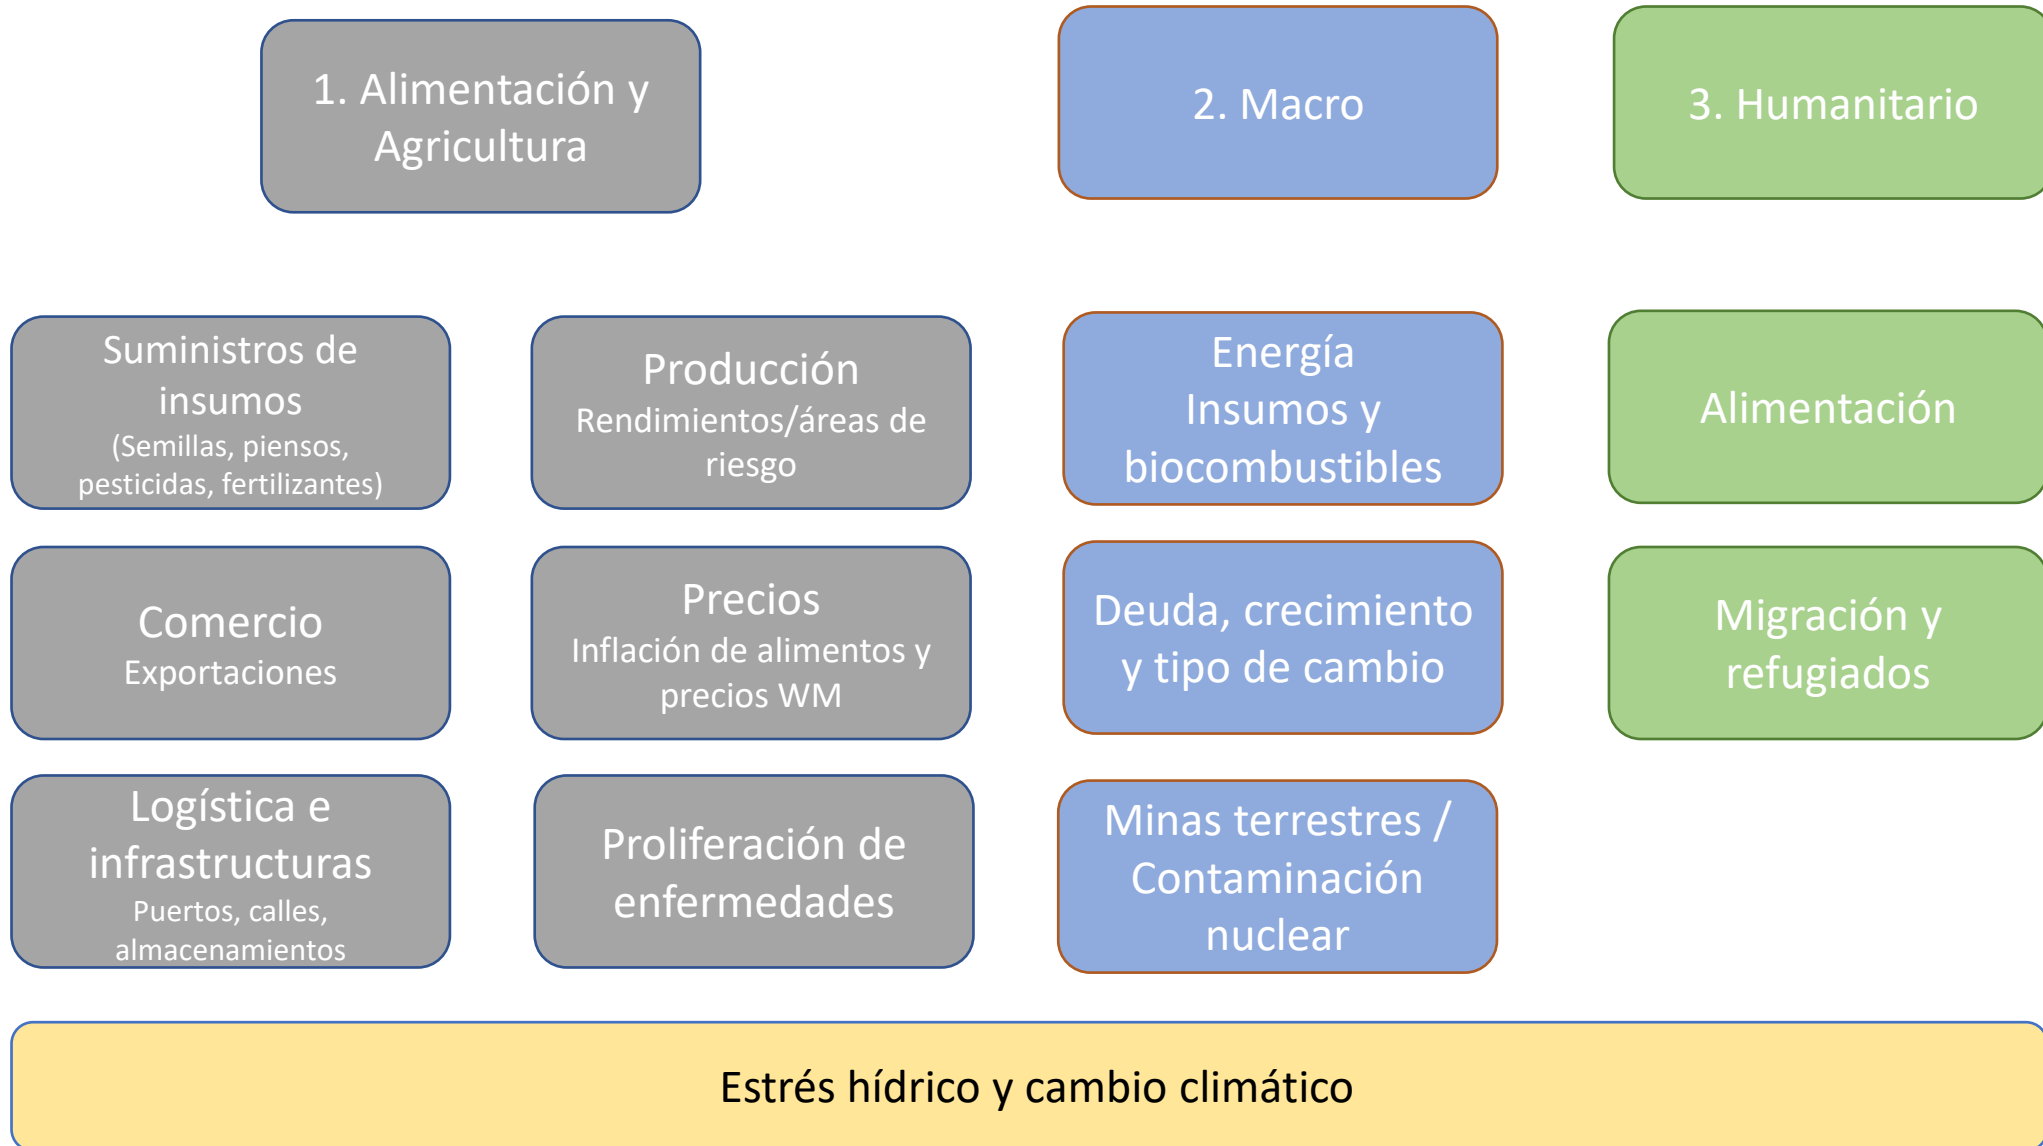 1. Alimentación y
Agricultura
2. Macro
3. Humanitario
Suministros de
insumos
(Semillas, piensos,
pesticidas, fertilizantes)
Producción
Rendimientos/áreas de
riesgo
Energía
Insumos y
biocombustibles
Alimentación
Comercio
Exportaciones
Precios
Inflación de alimentos y
precios WM
Deuda, crecimiento
y tipo de cambio
Migración y
refugiados
Logística e
infrastructuras
Puertos, calles,
almacenamientos
Proliferación de
enfermedades
Minas terrestres /
Contaminación
nuclear
Estrés hídrico y cambio climático